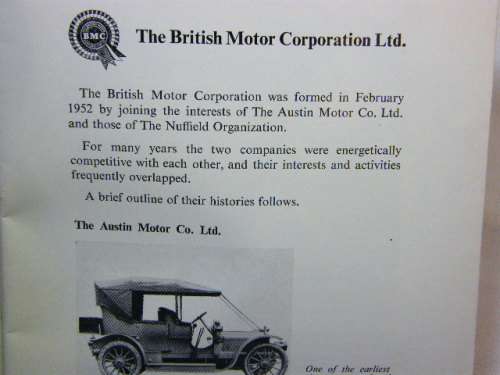 BMC
The British Motor Corporation Ltd.
The British Motor Corporation was formed in February
1952 by joining the interests of The Austin Motor Co. Ltd.
and those of The Nuffield Organization.
For many years the two companies were energetically
competitive with each other, and their interests and activities
frequently overlapped.
A brief outline of their histories follows.
The Austin Motor Co. Ltd.
One of the earliest